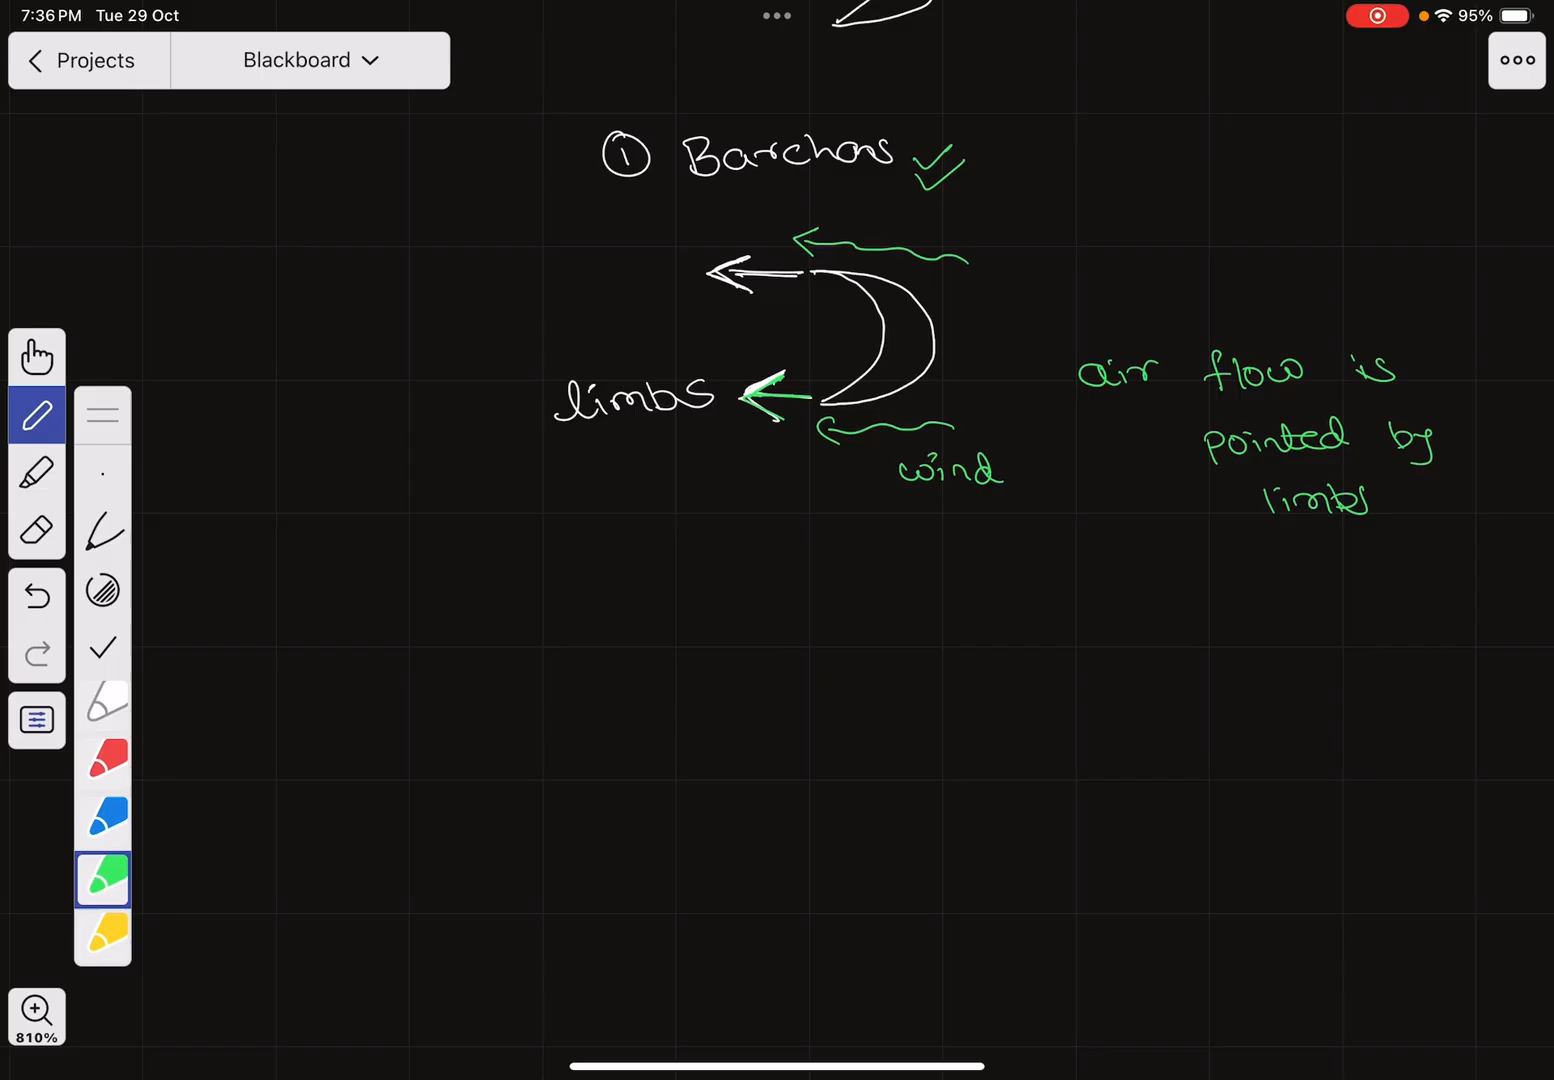 7:36 PM Tue 29 Oct
95%
Projects
Blackboard
① Barchans
limbs
wind
air flow is
pointed by
limbs
810%